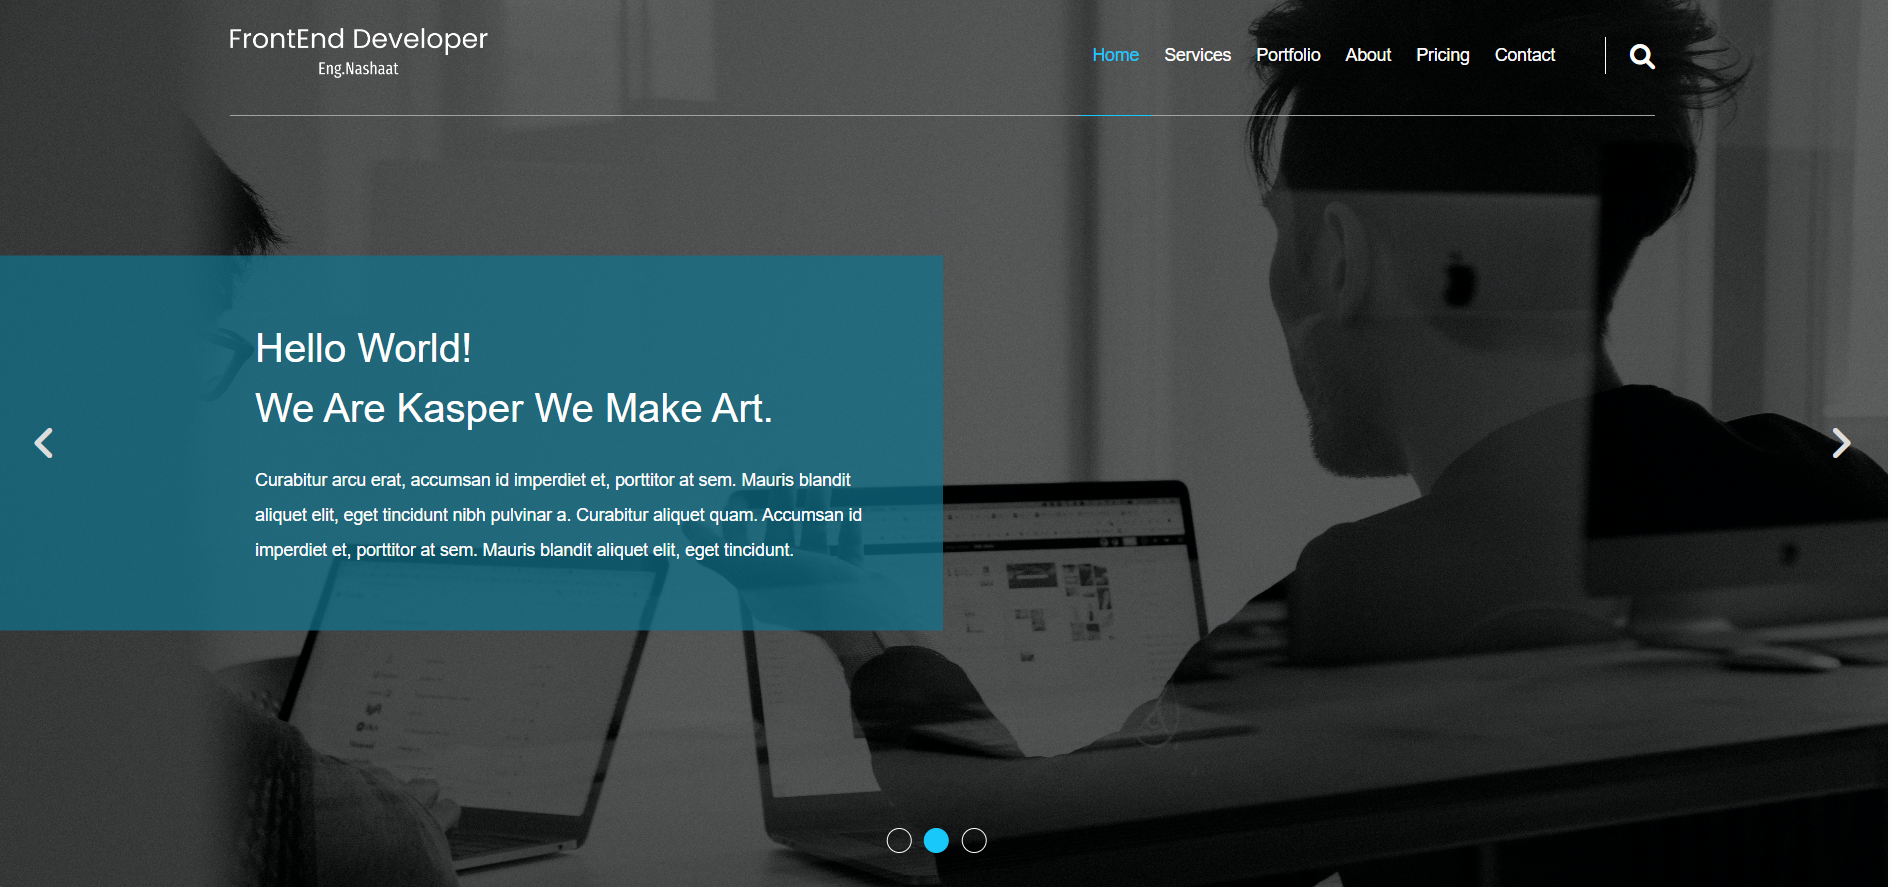 FrontEnd Developer
Eng.Nashaat
Home Services Portfolio About Pricing Contact
Hello World!
We Are Kasper We Make Art.
Curabitur arcu erat, accumsan id imperdiet et, porttitor at sem. Mauris blandit
aliquet elit, eget tincidunt nibh pulvinar a. Curabitur aliquet quam. Accumsan id
imperdiet et, porttitor at sem. Mauris blandit aliquet elit, eget tincidunt.